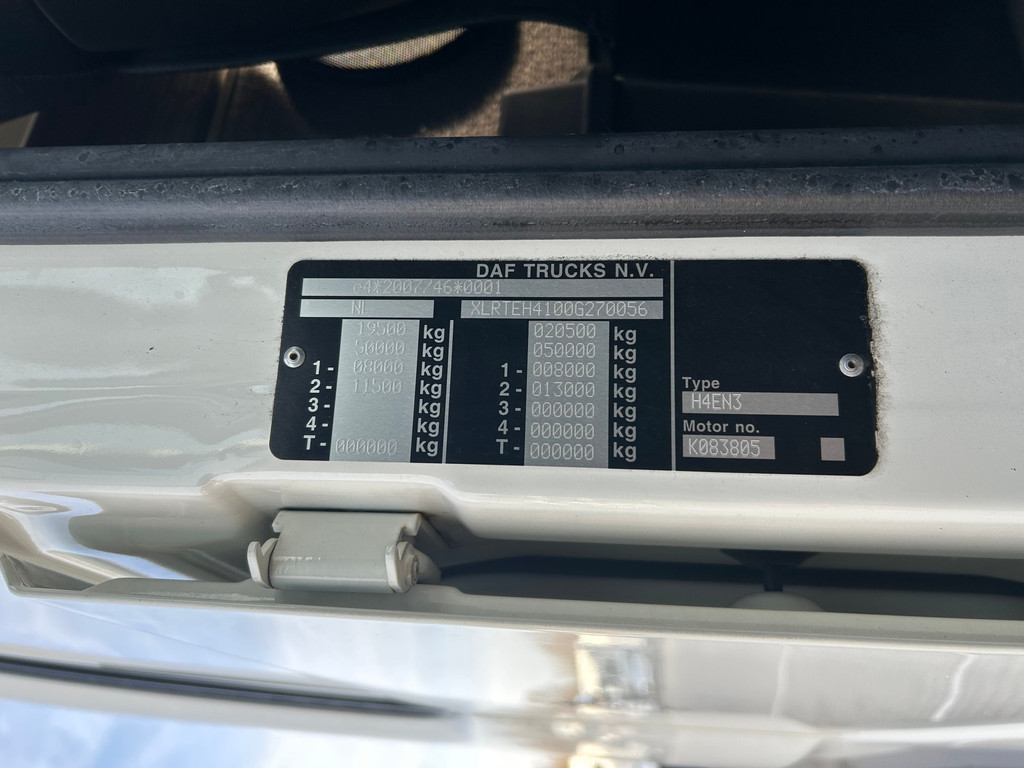 DAF TRUCKS N.V.
e4*2007/46*0001
NL XLRTEH4100G270056
19500 kg 020500 kg
50000 kg 050000 kg
1- 08000 kg 1- 008000 kg
2- 11500 kg 2- 013000 kg
3- kg 3- 000000 kg
4- kg 4- 000000 kg
T- 000000 kg T- 000000 kg
Type
H4EN3
Motor no.
K083805